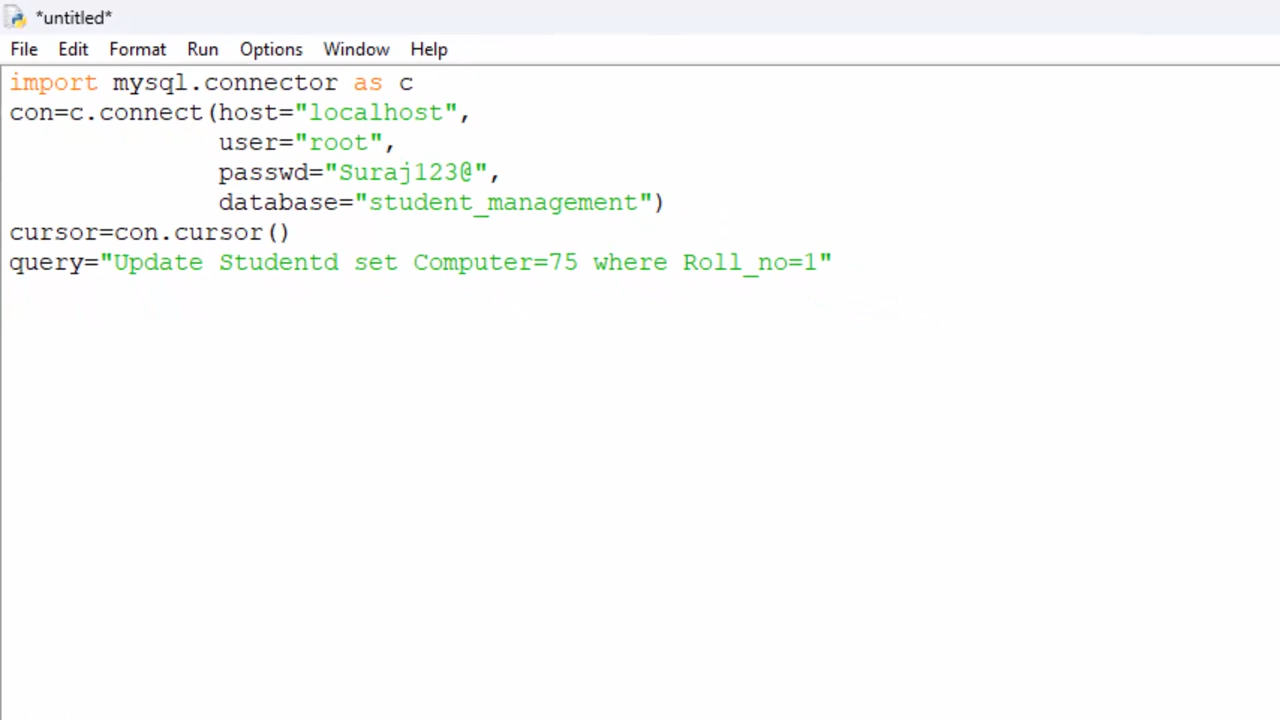 *untitled*
File Edit Format Run Options Window Help
import mysql.connector as c
con=c.connect(host="localhost",
              user="root",
              passwd="Suraj123@",
              database="student_management")
cursor=con.cursor()
query="Update Studentd set Computer=75 where Roll_no=1"